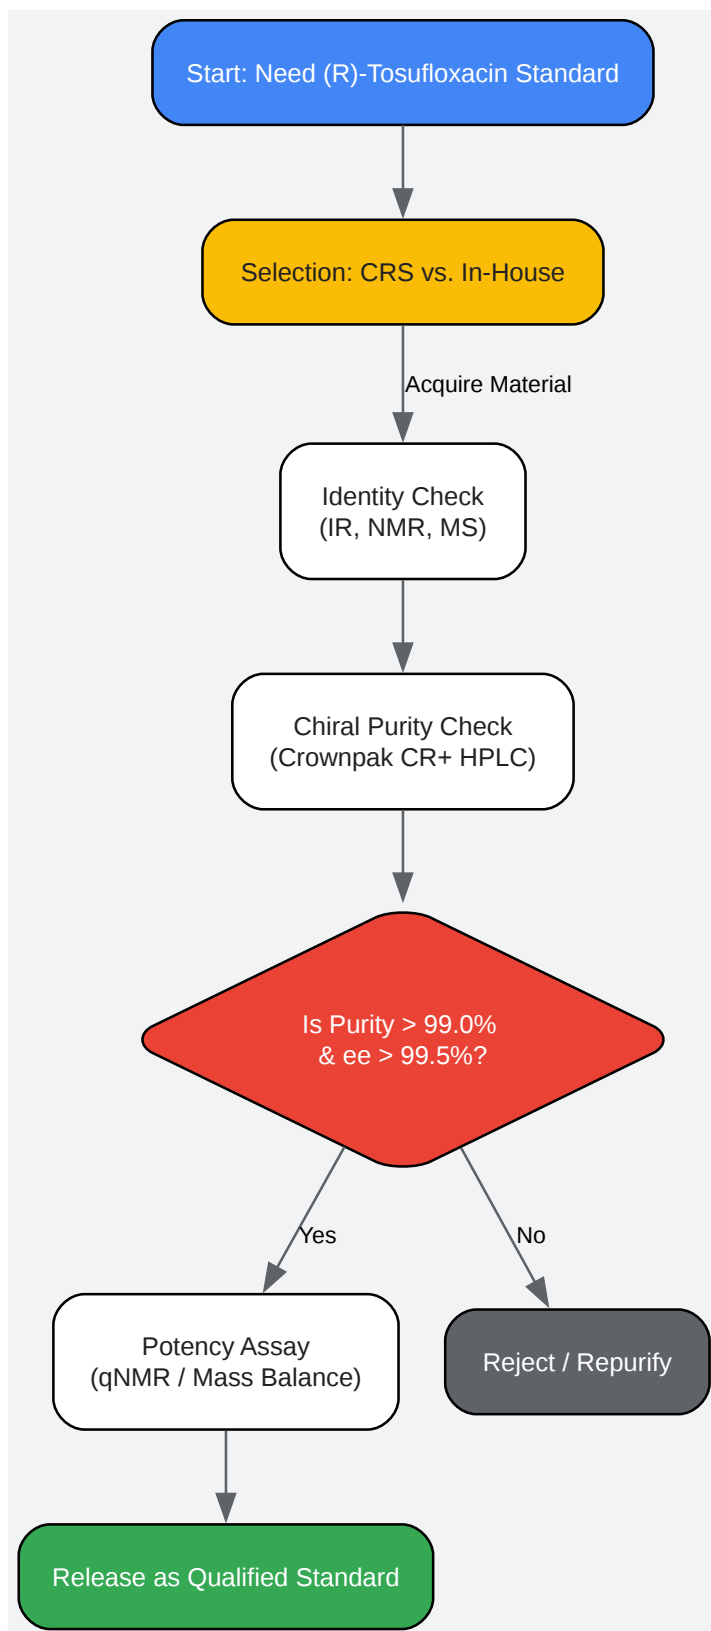 Start: Need (R)-Tosufloxacin Standard
Selection: CRS vs. In-House
Acquire Material
Identity Check
(IR, NMR, MS)
Chiral Purity Check
(Crownpak CR+ HPLC)
Is Purity > 99.0%
& ee > 99.5%?
Yes
No
Potency Assay
(qNMR / Mass Balance)
Reject / Repurify
Release as Qualified Standard